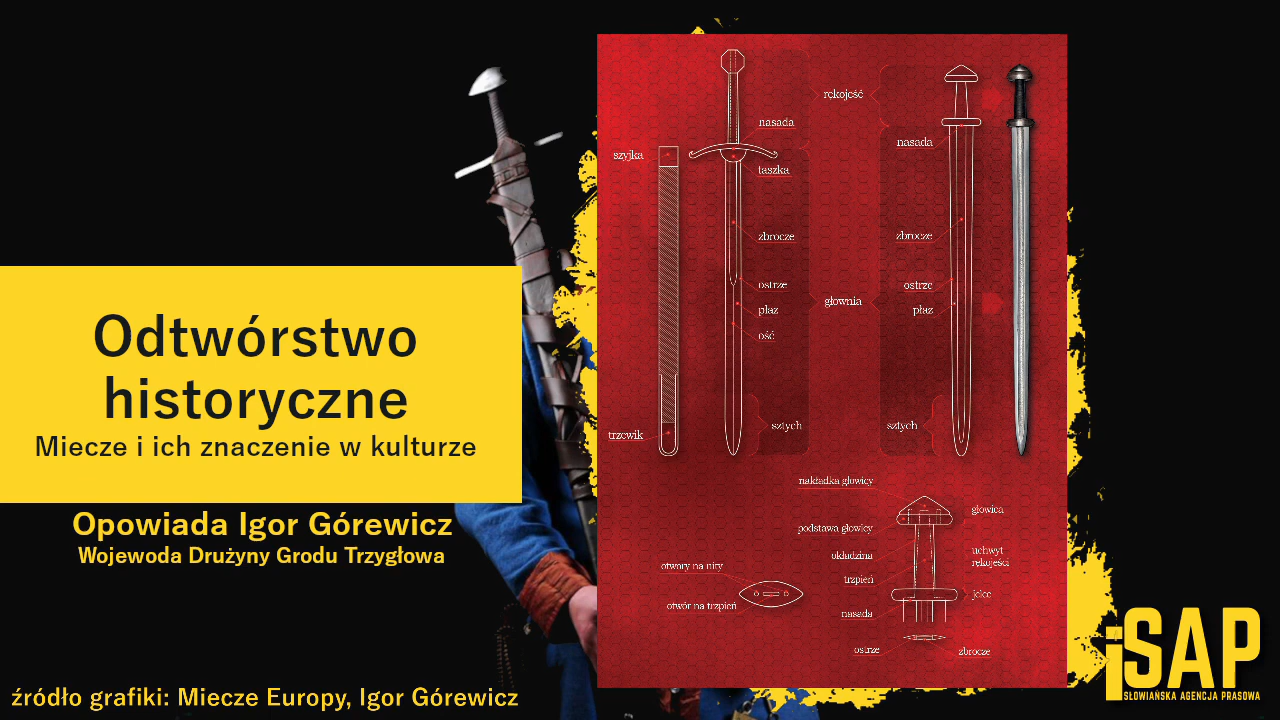 Odtwórstwo
historyczne
Miecze i ich znaczenie w kulturze
Opowiada Igor Górewicz
Wojewoda Drużyny Grodu Trzygłowa
źródło grafiki: Miecze Europy, Igor Górewicz
szyjka
trzewik
nasada
taszka
zbrocze
ostrze
płaz
ość
sztych
rękojeść
głownia
nasada
zbrocze
ostrze
płaz
sztych
nakładka głowicy
podstawa głowicy
okładzina
trzpień
nasada
ostrze
głowica
uchwyt
rękojeści
jelec
zbrocze
otwory na nity
otwór na trzpień
iSAP
SŁOWIAŃSKA AGENCJA PRASOWA